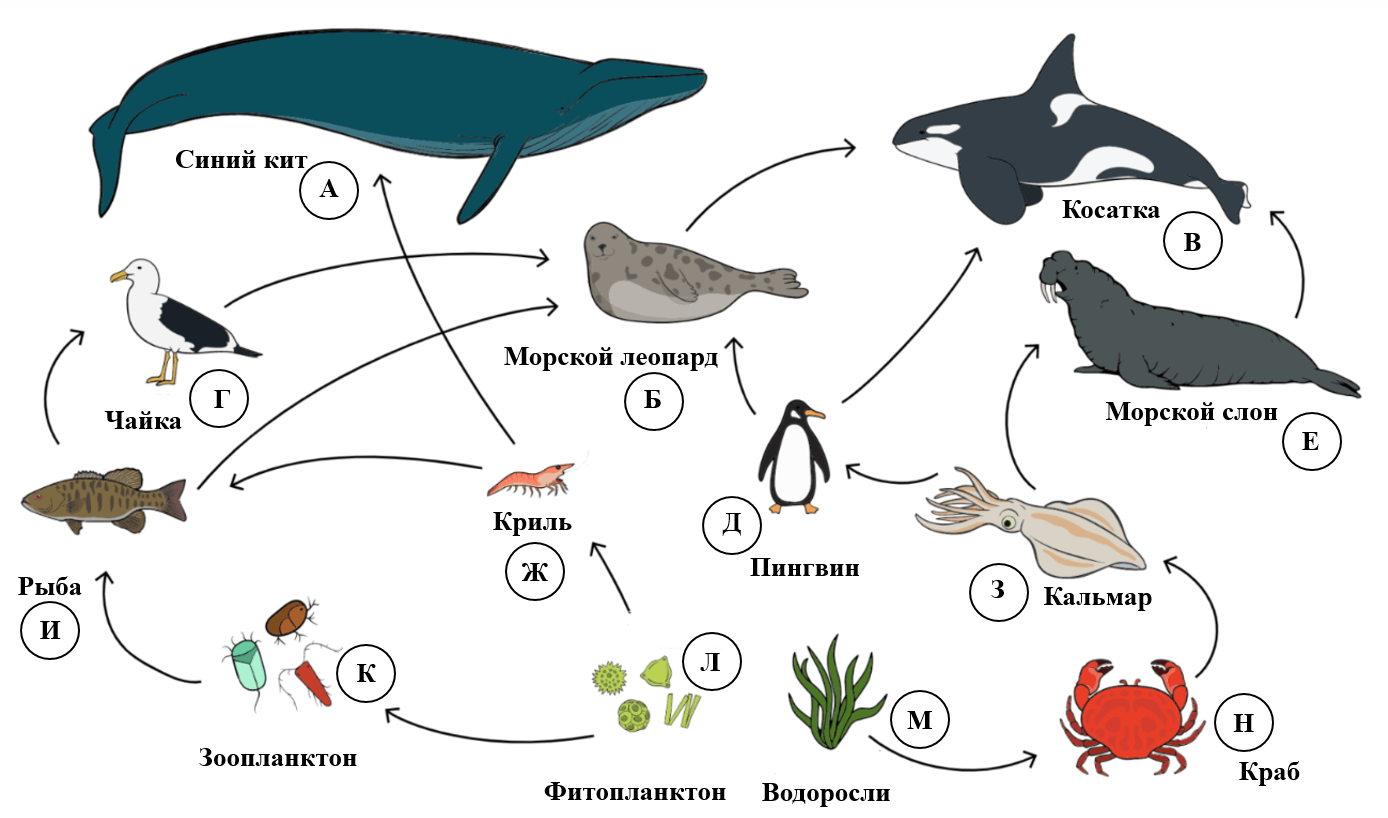 Синий кит
А
Косатка
В
Морской леопард
Б
Чайка
Г
Морской слон
Е
Криль
Ж
Д
Пингвин
З
Кальмар
Рыба
И
К
Зоопланктон
Л
Фитопланктон
М
Водоросли
Н
Краб